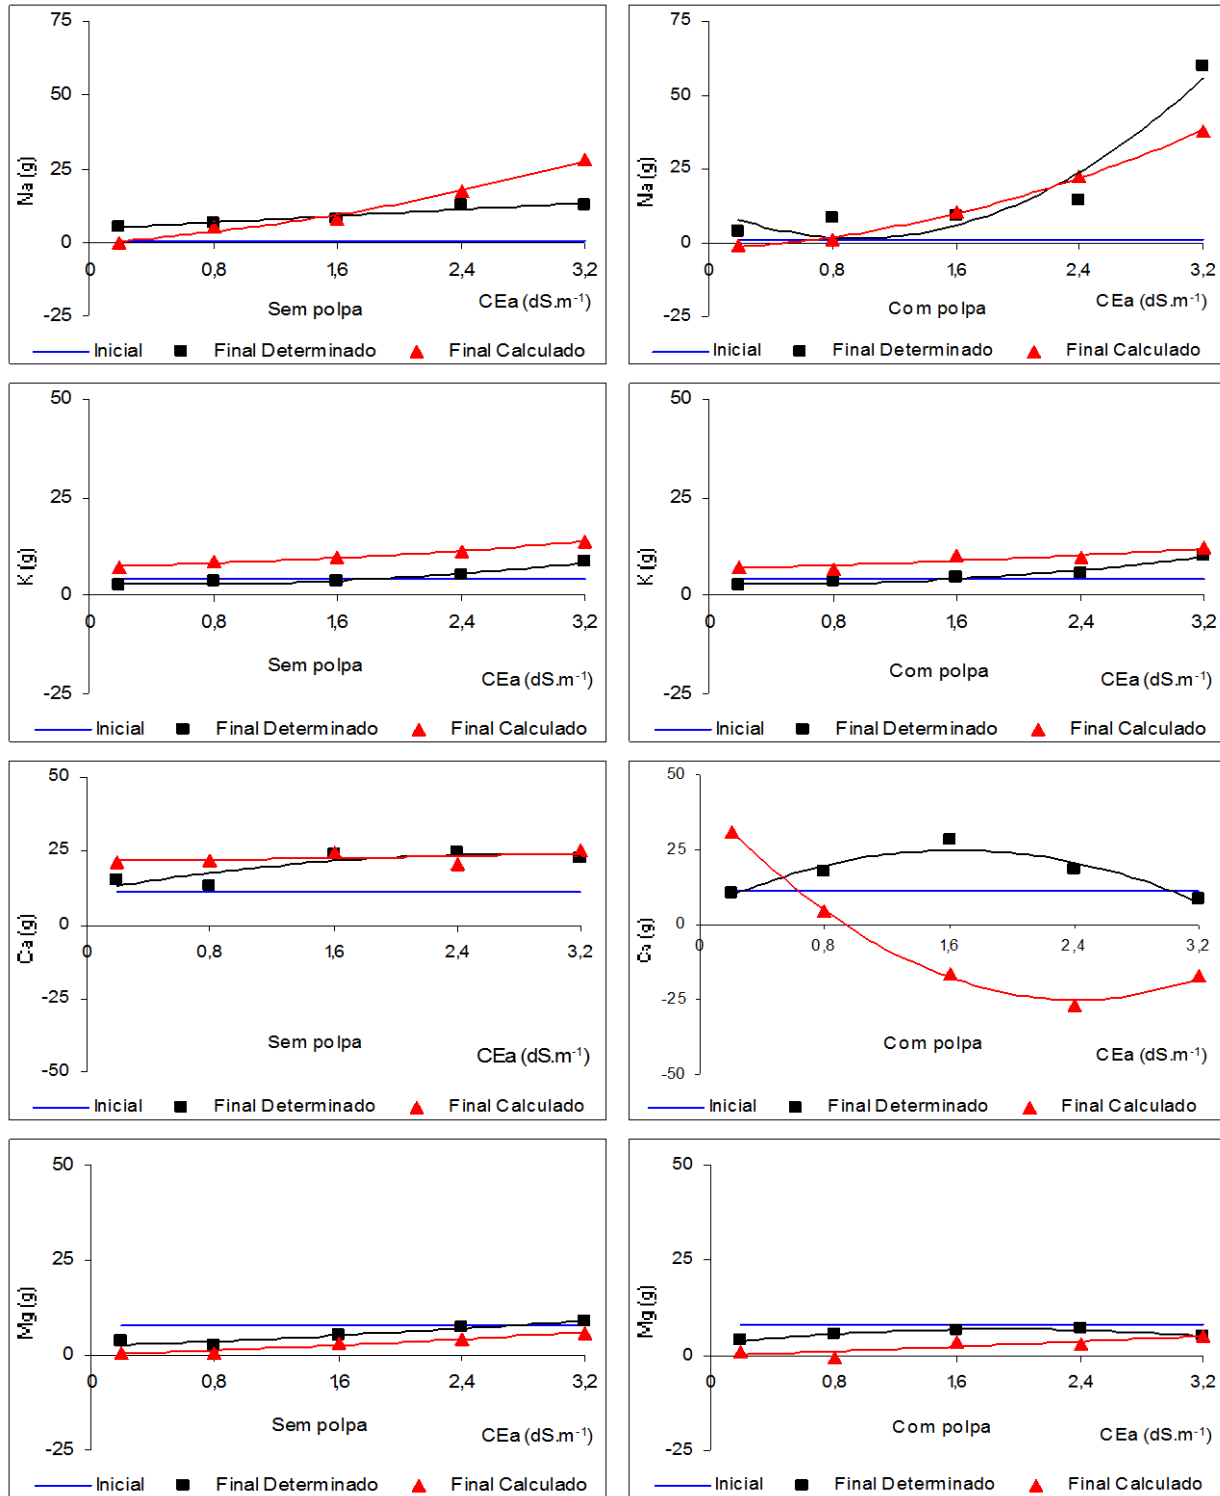 75
50
25
0
-25
Na (g)
0 0,8 1,6 2,4 3,2
Sem polpa
CEa (dS.m⁻¹)
Inicial Final Determinado Final Calculado
75
50
25
0
-25
Na (g)
0 0,8 1,6 2,4 3,2
Com polpa
CEa (dS.m⁻¹)
Inicial Final Determinado Final Calculado
50
25
0
-25
K (g)
0 0,8 1,6 2,4 3,2
Sem polpa
CEa (dS.m⁻¹)
Inicial Final Determinado Final Calculado
50
25
0
-25
K (g)
0 0,8 1,6 2,4 3,2
Com polpa
CEa (dS.m⁻¹)
Inicial Final Determinado Final Calculado
50
25
0
-25
-50
Ca (g)
0 0,8 1,6 2,4 3,2
Sem polpa
CEa (dS.m⁻¹)
Inicial Final Determinado Final Calculado
50
25
0
-25
-50
Ca (g)
0 0,8 1,6 2,4 3,2
Com polpa
CEa (dS.m⁻¹)
Inicial Final Determinado Final Calculado
50
25
0
-25
Mg (g)
0 0,8 1,6 2,4 3,2
Sem polpa
CEa (dS.m⁻¹)
Inicial Final Determinado Final Calculado
50
25
0
-25
Mg (g)
0 0,8 1,6 2,4 3,2
Com polpa
CEa (dS.m⁻¹)
Inicial Final Determinado Final Calculado